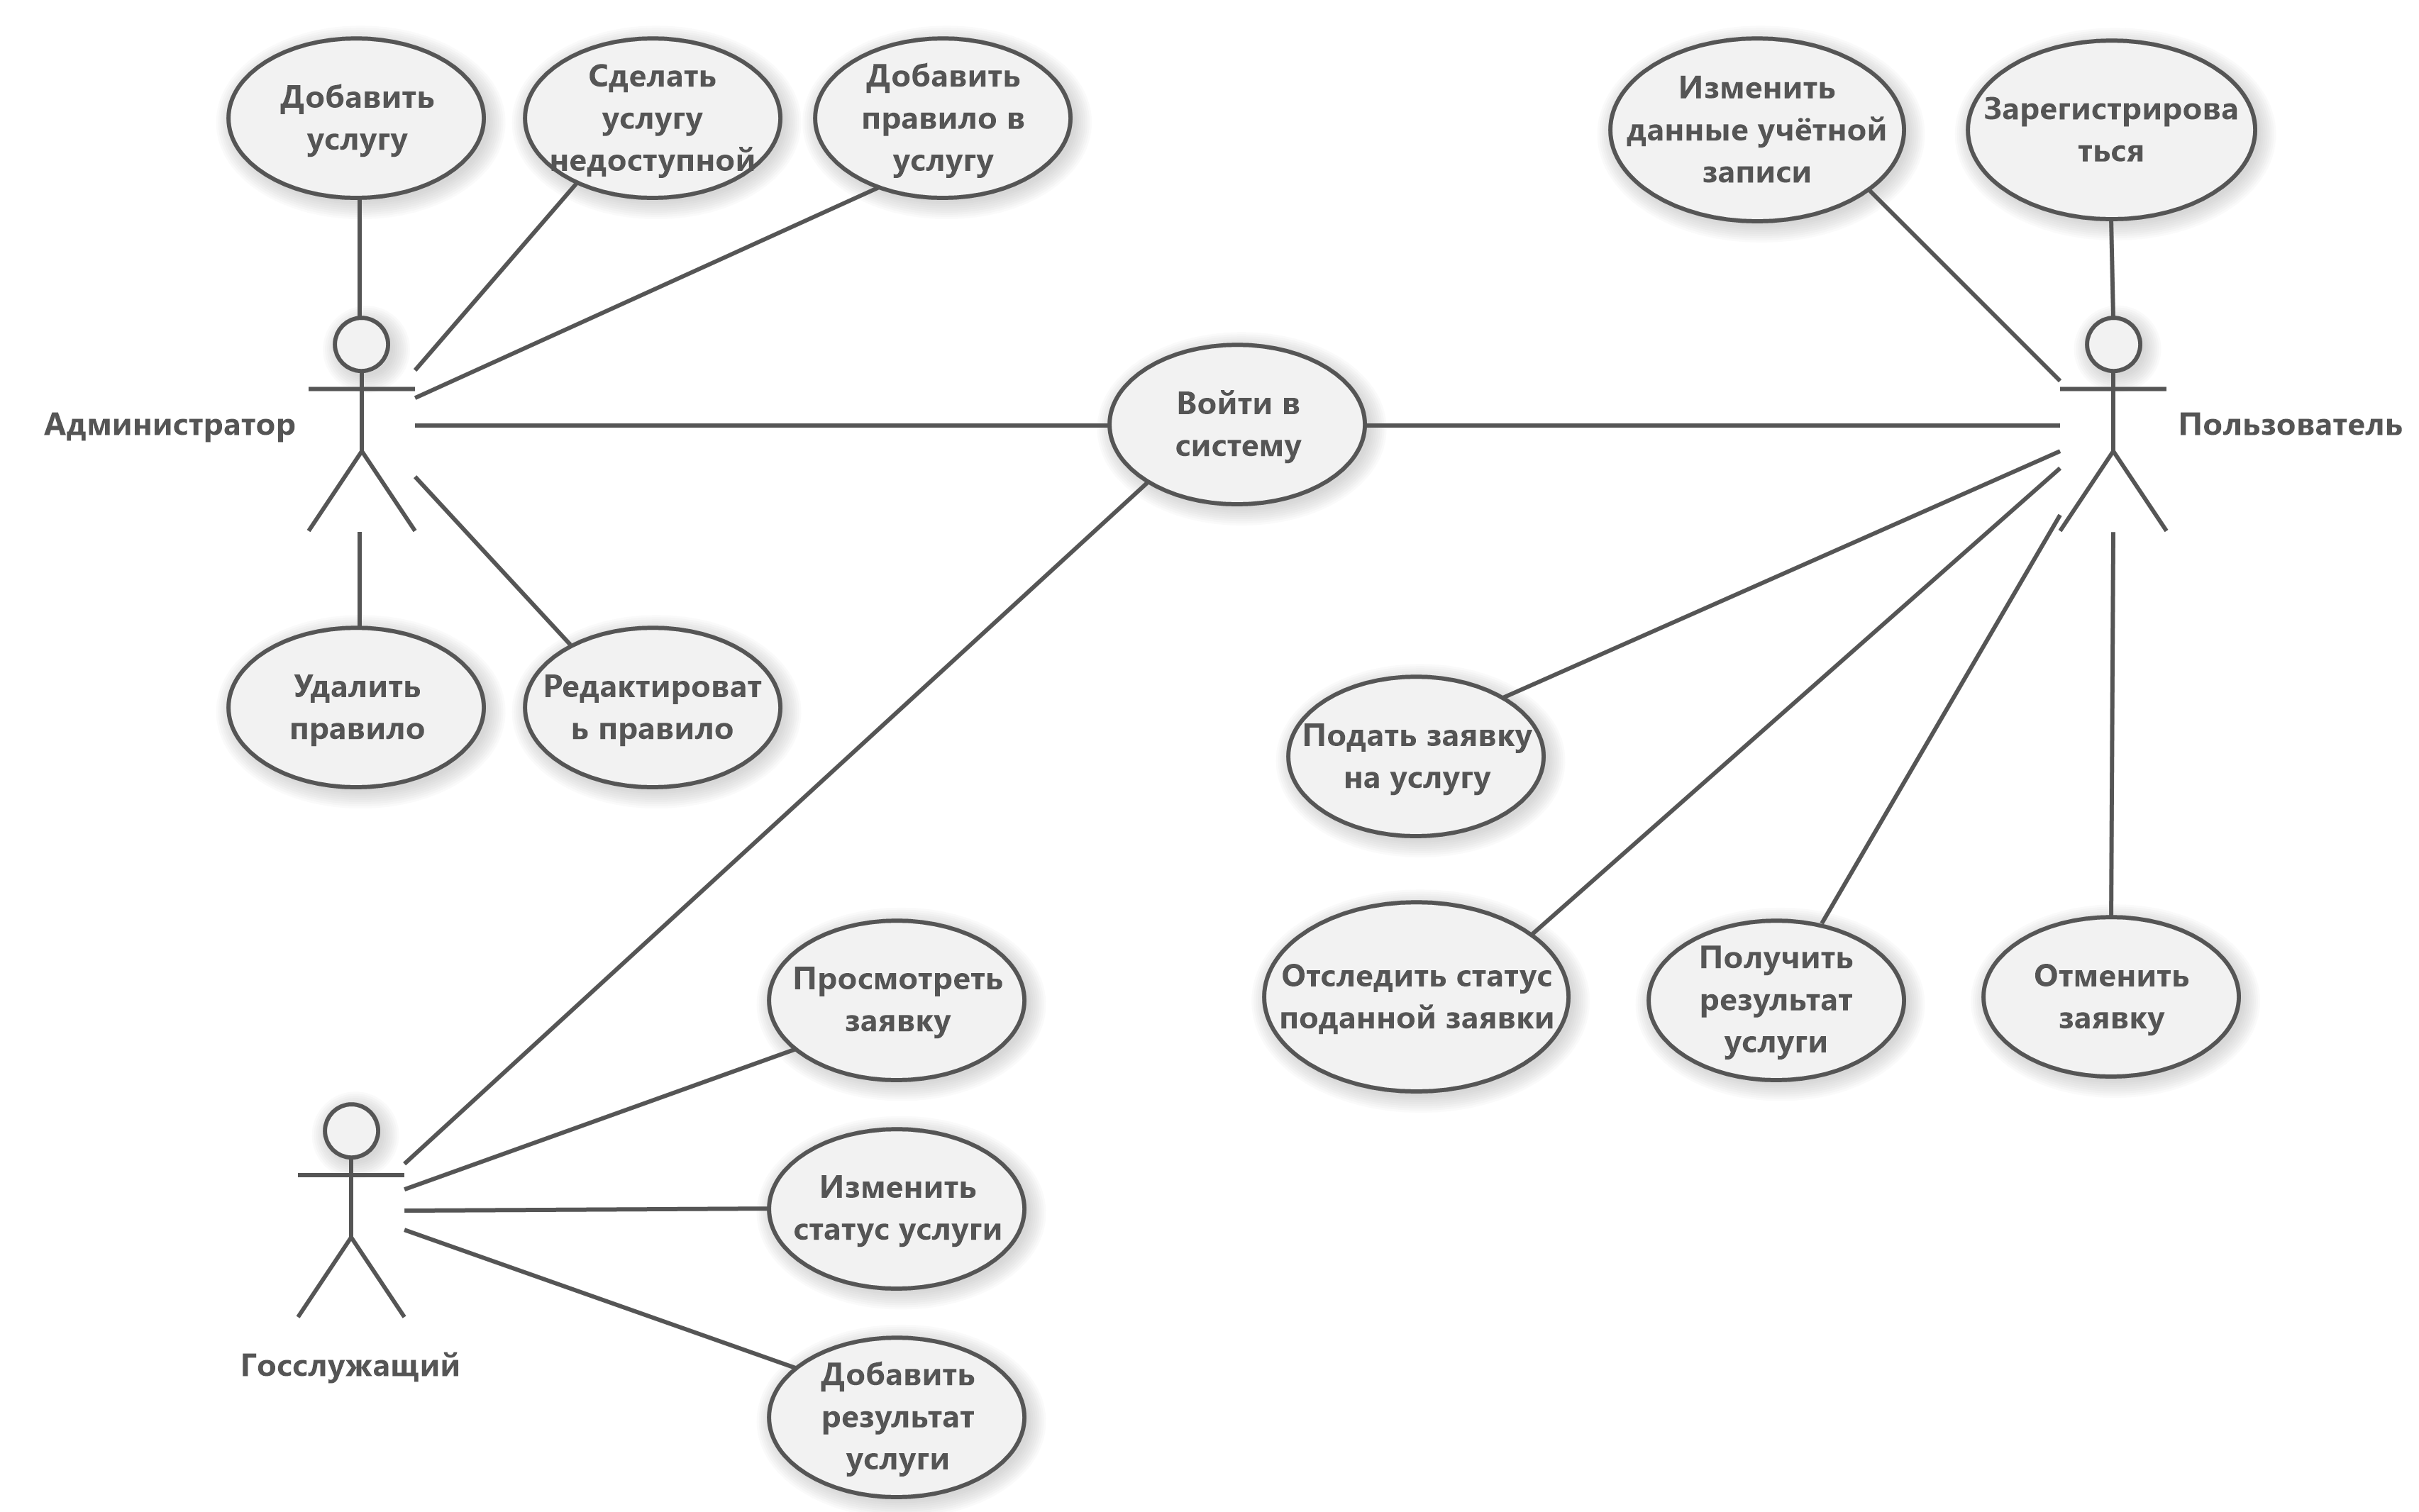 Добавить
услугу
Сделать
услугу
недоступной
Добавить
правило в
услугу
Изменить
данные учётной
записи
Зарегистрирова
ться
Администратор
Войти в
систему
Пользователь
Удалить
правило
Редактироват
ь правило
Подать заявку
на услугу
Просмотреть
заявку
Отследить статус
поданной заявки
Получить
результат
услуги
Отменить
заявку
Изменить
статус услуги
Госслужащий
Добавить
результат
услуги